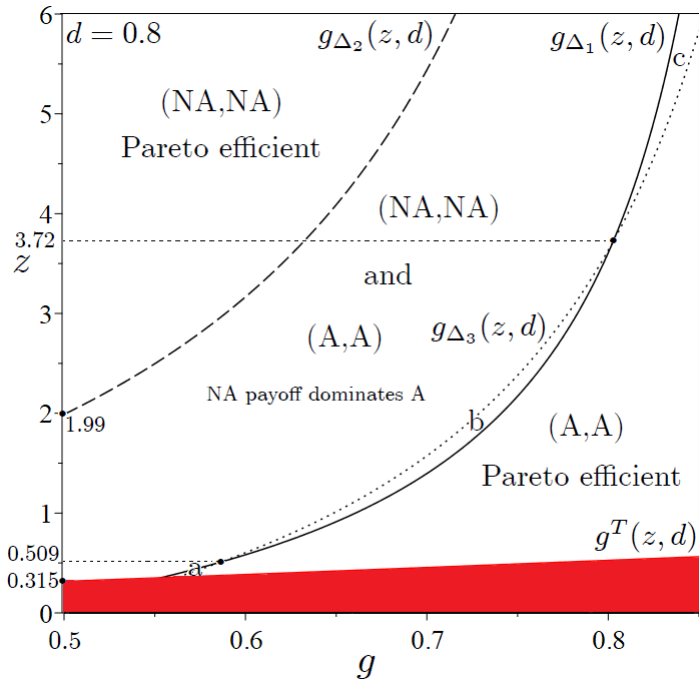 6
d = 0.8
g_{Δ_2}(z, d)
g_{Δ_1}(z, d)
c
(NA,NA)
Pareto efficient
5
4
(NA,NA)
3.72
z
and
3
(A,A)
g_{Δ_3}(z, d)
NA payoff dominates A
2
1.99
b
(A,A)
Pareto efficient
1
g^T(z, d)
0.509
a
0.315
0
0.5
0.6
0.7
0.8
g